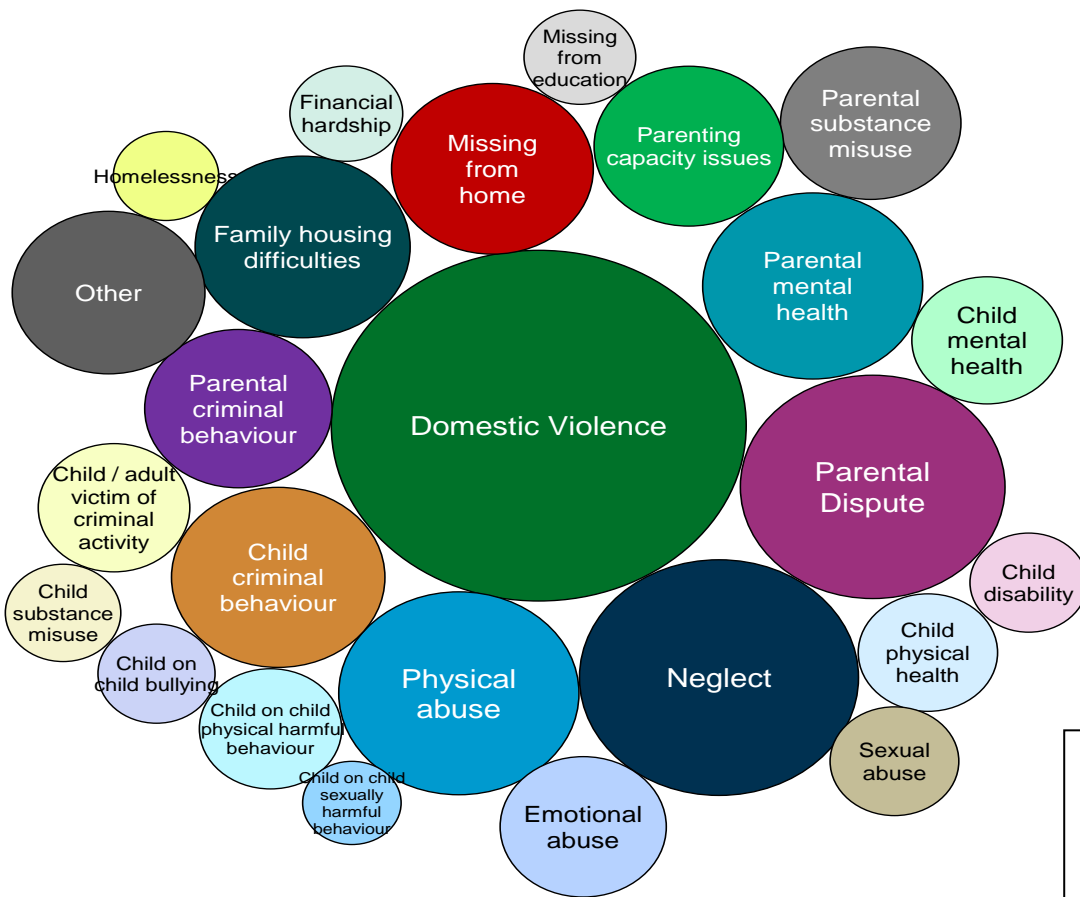 Missing
from
education
Financial
hardship
Missing
from
home
Parenting
capacity issues
Parental
substance
misuse
Homelessness
Family housing
difficulties
Other
Parental
mental
health
Child
mental
health
Parental
criminal
behaviour
Domestic Violence
Parental
Dispute
Child / adult
victim of
criminal
activity
Child
criminal
behaviour
Child
substance
misuse
Child on
child bullying
Child on child
physical harmful
behaviour
Child on child
sexually
harmful
behaviour
Physical
abuse
Neglect
Emotional
abuse
Child
disability
Child
physical
health
Sexual
abuse